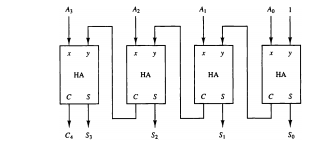 A3 A2 A1 A0 1
x y x y x y x y
HA HA HA HA
C S C S C S C S
C4 S3 S2 S1 S0